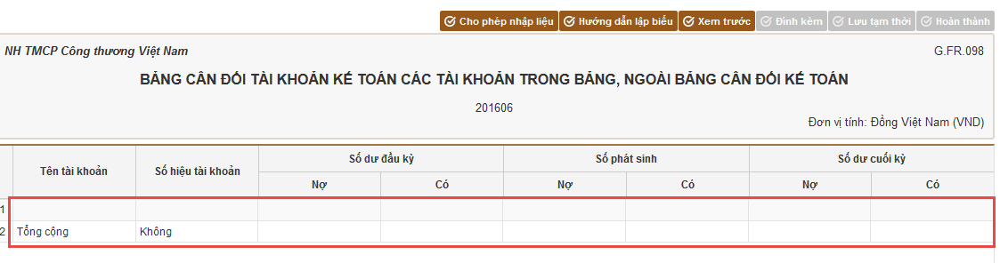 Cho phép nhập liệu Hướng dẫn lập biểu Xem trước Đính kèm Lưu tạm thời Hoàn thành
NH TMCP Công thương Việt Nam G.FR.098
BẢNG CÂN ĐỐI TÀI KHOẢN KẾ TOÁN CÁC TÀI KHOẢN TRONG BẢNG, NGOÀI BẢNG CÂN ĐỐI KẾ TOÁN
201606
Đơn vị tính: Đồng Việt Nam (VND)
Tên tài khoản Số hiệu tài khoản Số dư đầu kỳ Số phát sinh Số dư cuối kỳ
Nợ Có Nợ Có Nợ Có
1
2 Tổng cộng Không